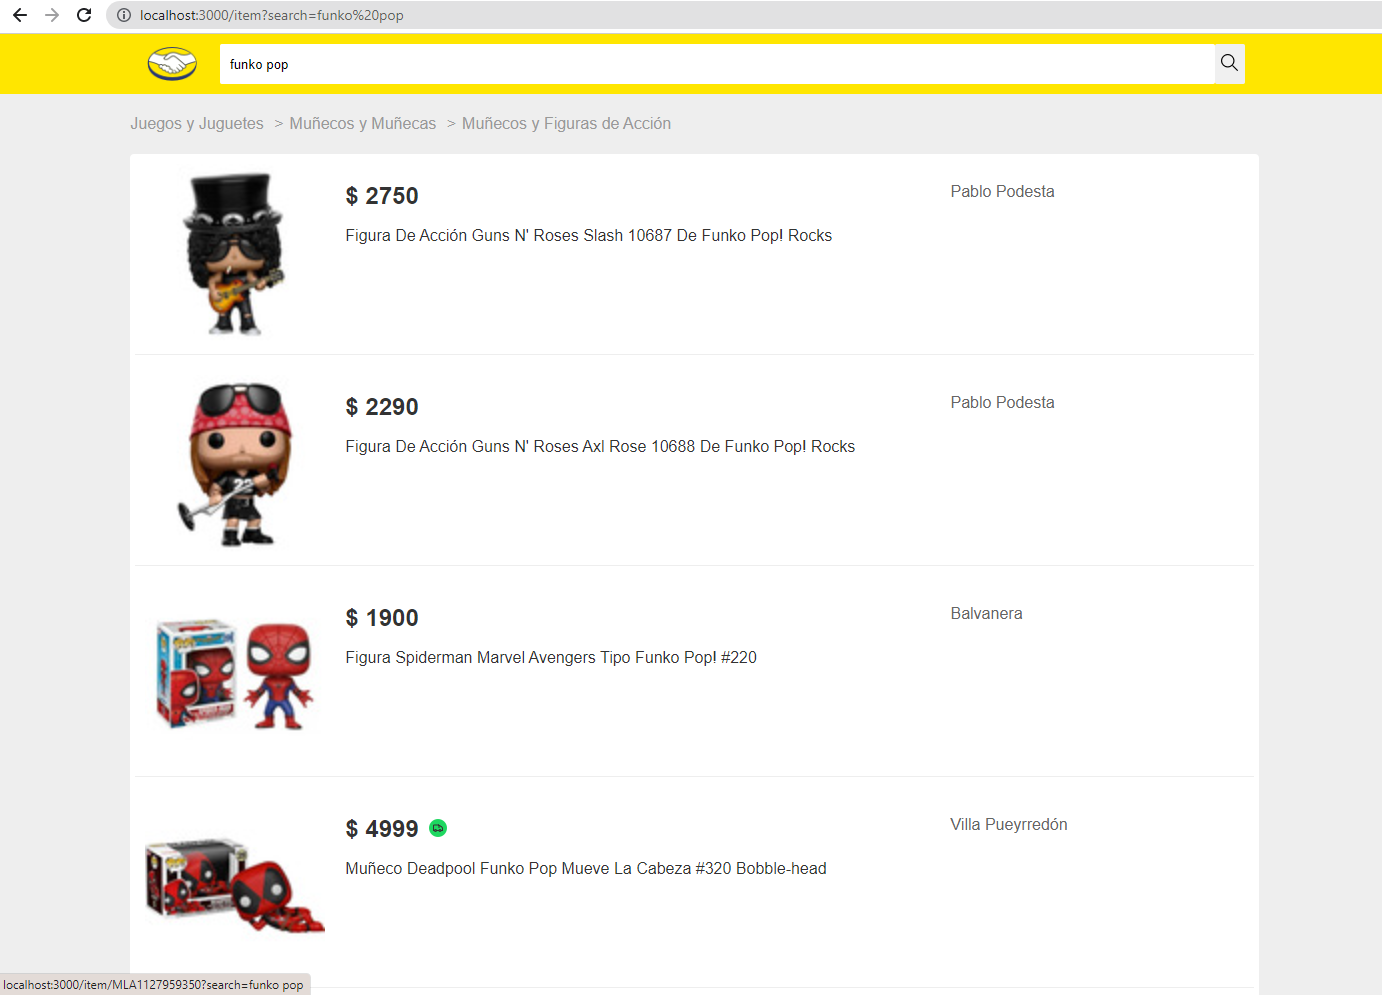 localhost:3000/item?search=funko%20pop
funko pop
Juegos y Juguetes > Muñecos y Muñecas > Muñecos y Figuras de Acción
$ 2750
Pablo Podesta
Figura De Acción Guns N' Roses Slash 10687 De Funko Pop! Rocks
$ 2290
Pablo Podesta
Figura De Acción Guns N' Roses Axl Rose 10688 De Funko Pop! Rocks
22
$ 1900
Balvanera
Figura Spiderman Marvel Avengers Tipo Funko Pop! #220
$ 4999
Villa Pueyrredón
Muñeco Deadpool Funko Pop Mueve La Cabeza #320 Bobble-head
localhost:3000/item/MLA1127959350?search=funko pop